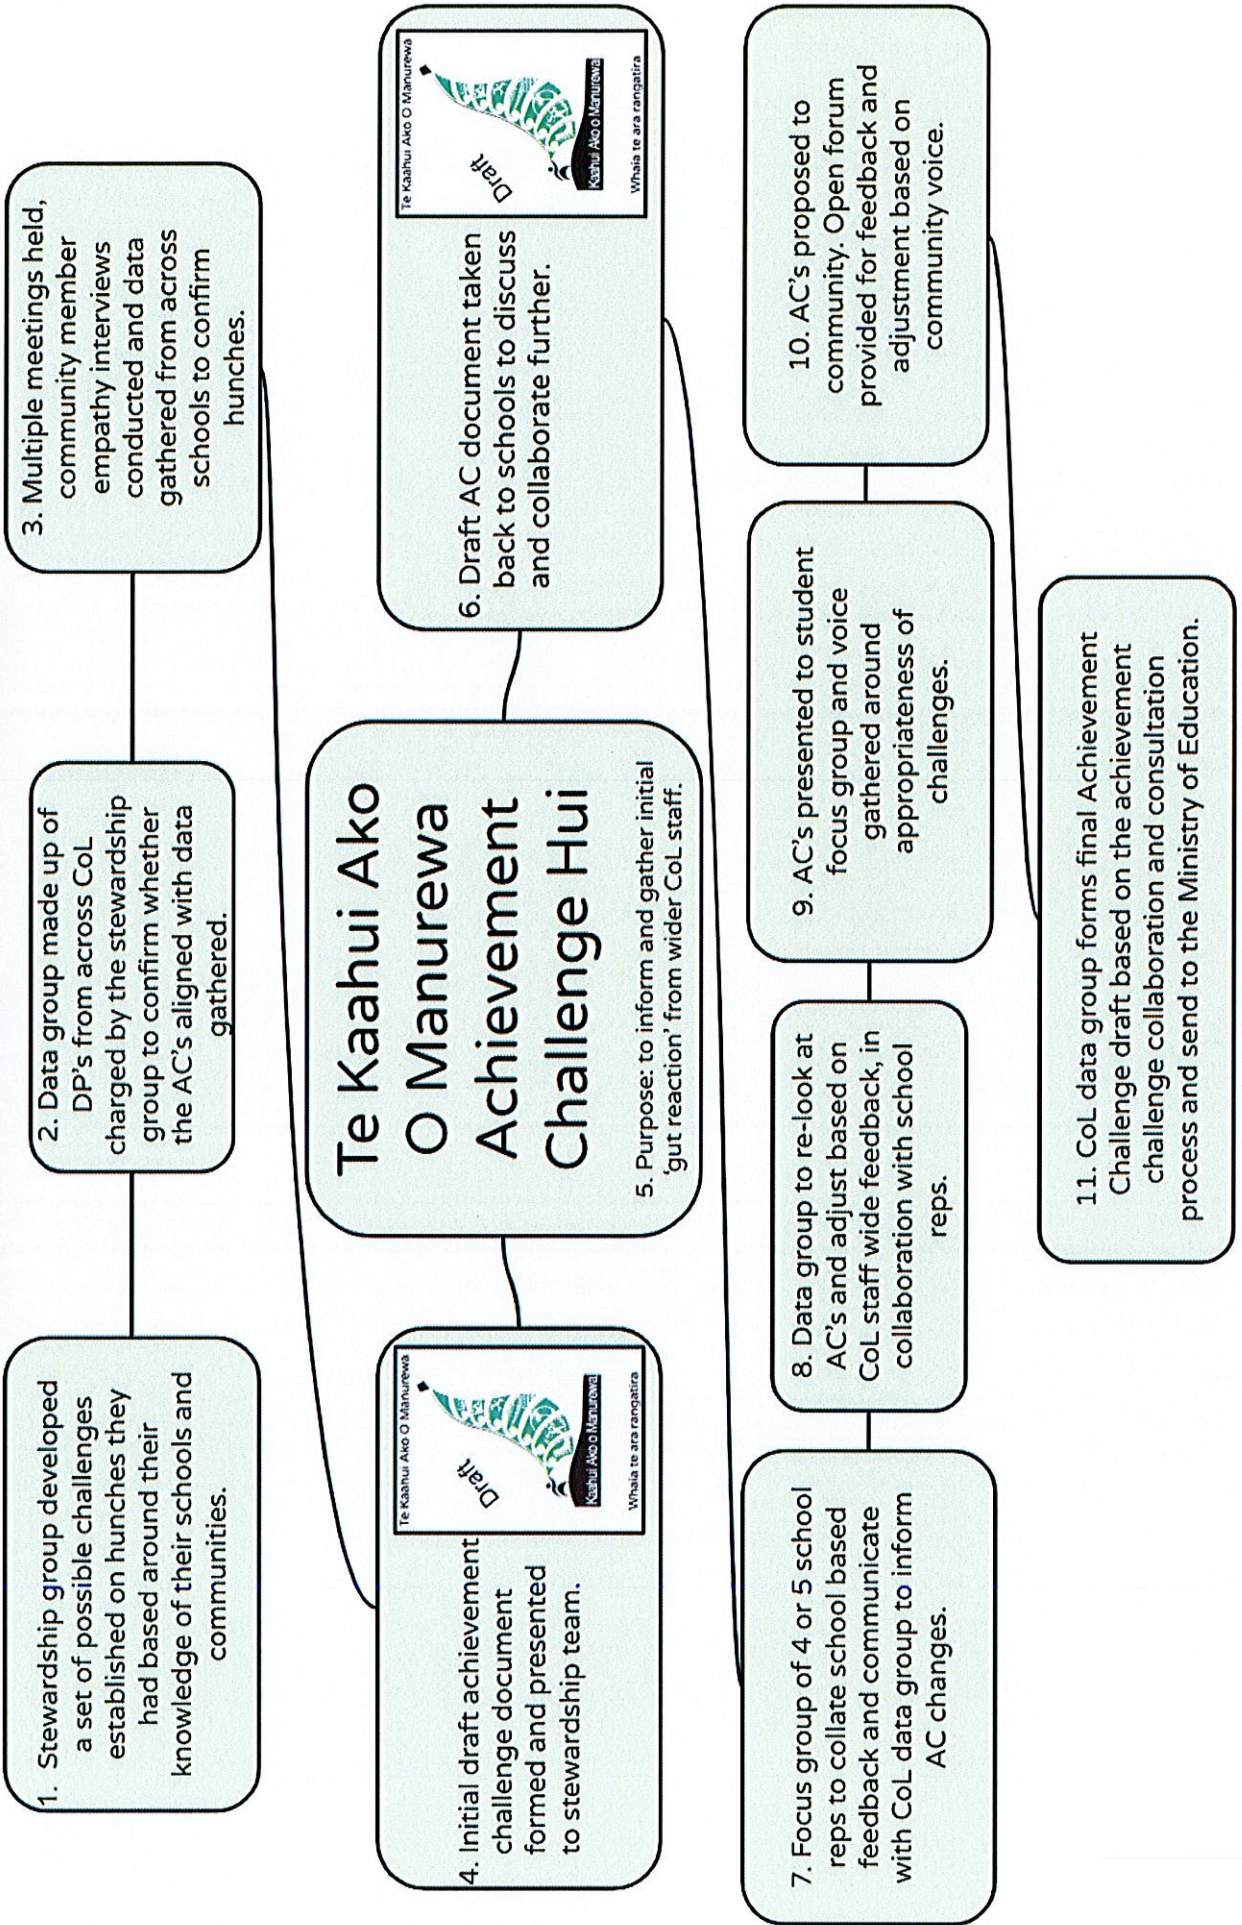 1. Stewardship group developed
a set of possible challenges
established on hunches they
had based around their
knowledge of their schools and
communities.
2. Data group made up of
DP's from across CoL
charged by the stewardship
group to confirm whether
the AC's aligned with data
gathered.
3. Multiple meetings held,
community member
empathy interviews
conducted and data
gathered from across
schools to confirm
hunches.
4. Initial draft achievement
challenge document
formed and presented
to stewardship team.
Te Kaahui Ako O Manurewa
Draft
Kaahui Ako o Manurewa
Whaia te ara rangatira
Te Kaahui Ako
O Manurewa
Achievement
Challenge Hui
5. Purpose: to inform and gather initial
'gut reaction' from wider CoL staff.
6. Draft AC document taken
back to schools to discuss
and collaborate further.
Te Kaahui Ako O Manurewa
Draft
Kaahui Ako o Manurewa
Whaia te ara rangatira
7. Focus group of 4 or 5 school
reps to collate school based
feedback and communicate
with CoL data group to inform
AC changes.
8. Data group to re-look at
AC's and adjust based on
CoL staff wide feedback, in
collaboration with school
reps.
9. AC's presented to student
focus group and voice
gathered around
appropriateness of
challenges.
10. AC's proposed to
community. Open forum
provided for feedback and
adjustment based on
community voice.
11. CoL data group forms final Achievement
Challenge draft based on the achievement
challenge collaboration and consultation
process and send to the Ministry of Education.